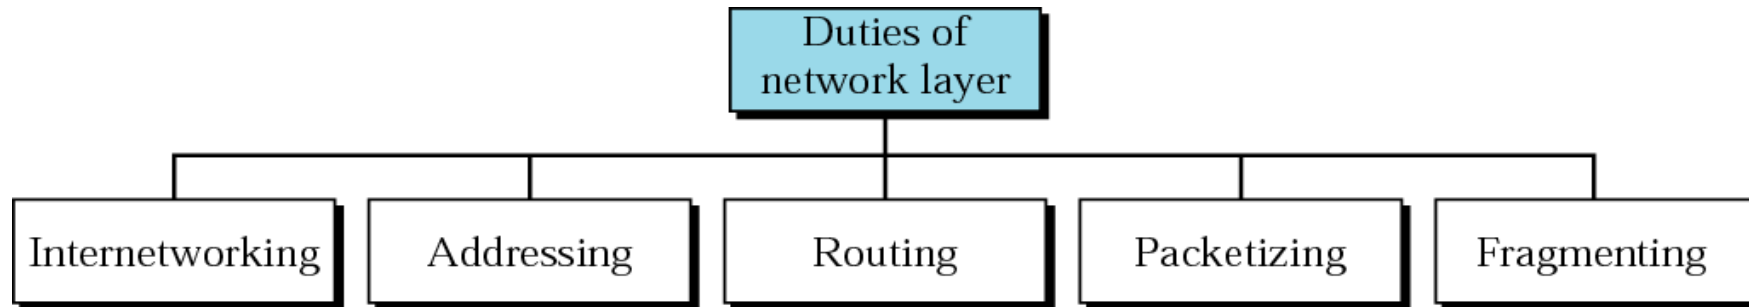 Duties of
network layer
Internetworking
Addressing
Routing
Packetizing
Fragmenting